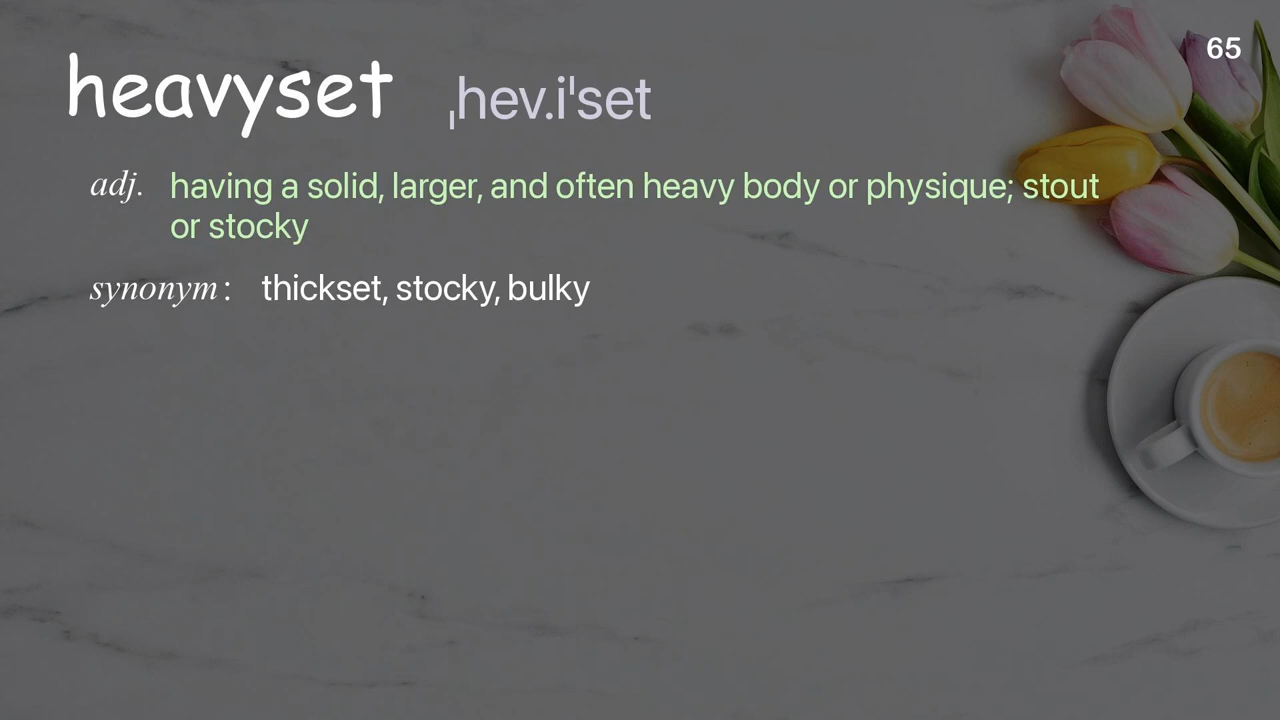 65
heavyset ˌhev.iˈset
adj. having a solid, larger, and often heavy body or physique; stout
or stocky
synonym : thickset, stocky, bulky